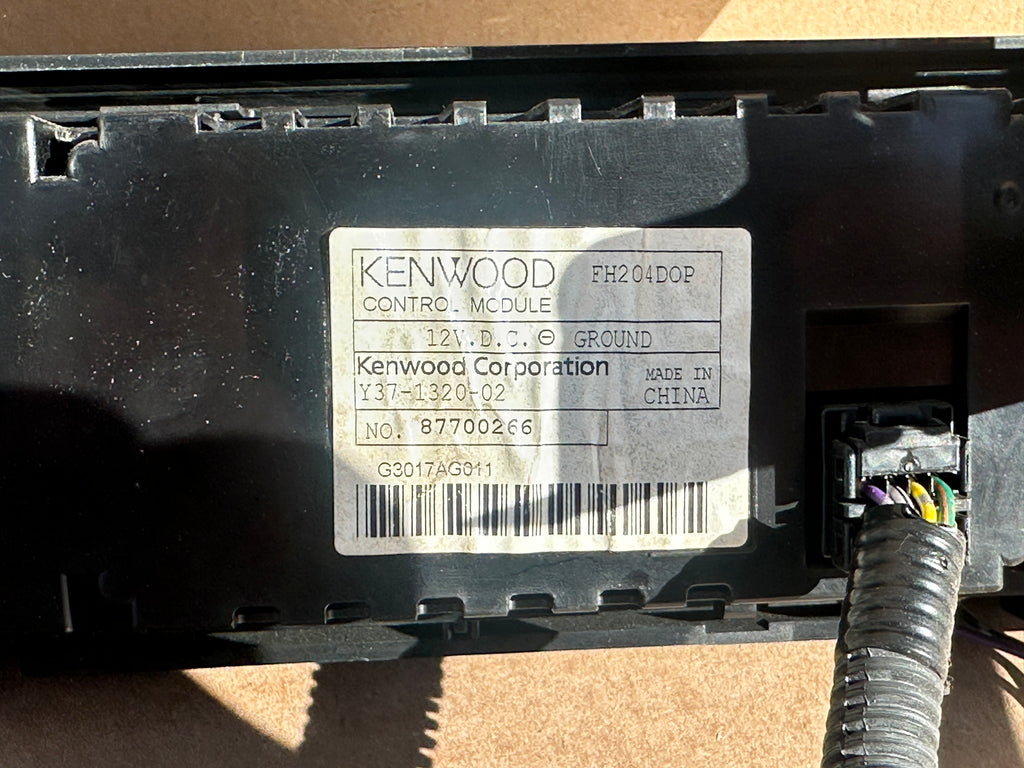 KENWOOD FH204DOP
CONTROL MODULE
12V.D.C. ⊖ GROUND
Kenwood Corporation
MADE IN
Y37-1320-02 CHINA
NO. 87700266
G3017AG011